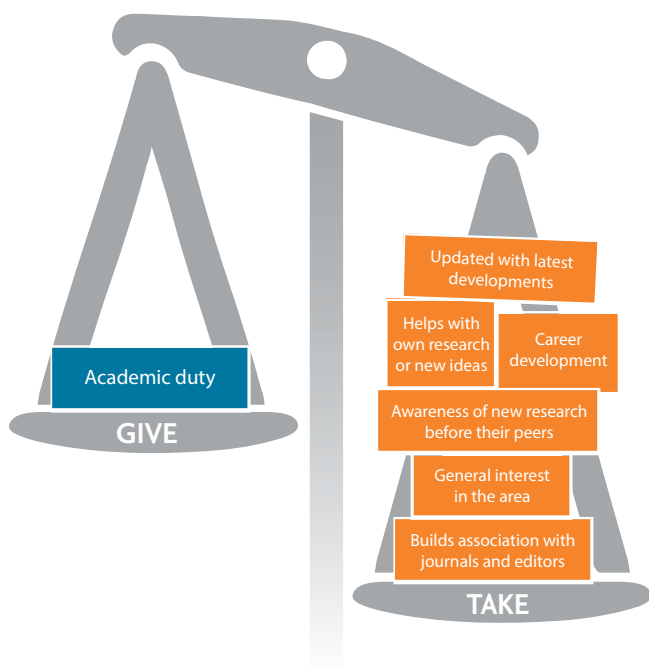 Academic duty
GIVE
Updated with latest
developments
Helps with
own research
or new ideas
Career
development
Awareness of new research
before their peers
General interest
in the area
Builds association with
journals and editors
TAKE